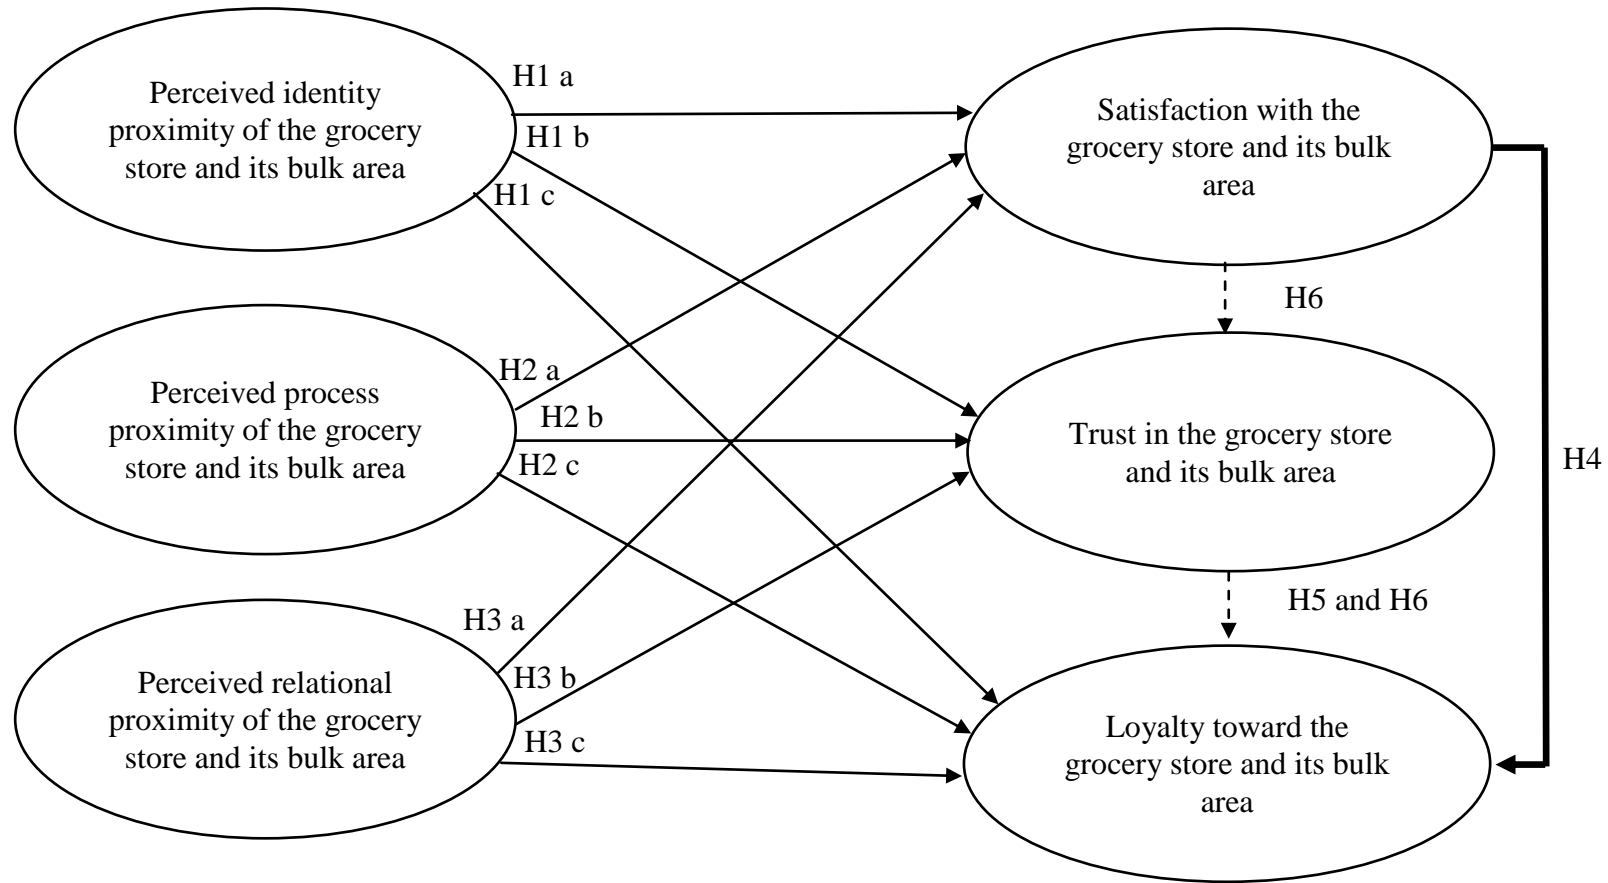 Perceived identity
proximity of the grocery
store and its bulk area
H1 a
H1 b
H1 c
Satisfaction with the
grocery store and its bulk
area
H6
Perceived process
proximity of the grocery
store and its bulk area
H2 a
H2 b
H2 c
Trust in the grocery store
and its bulk area
H4
H5 and H6
Perceived relational
proximity of the grocery
store and its bulk area
H3 a
H3 b
H3 c
Loyalty toward the
grocery store and its bulk
area